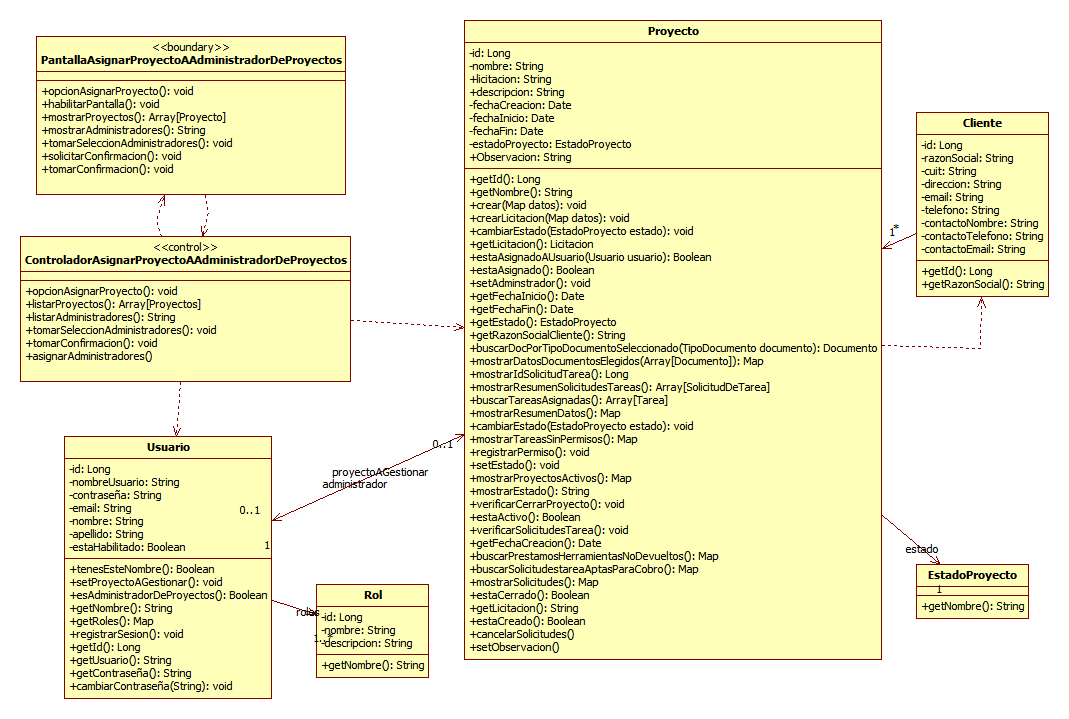 <<boundary>>
PantallaAsignarProyectoAAdministradorDeProyectos
+opcionAsignarProyecto(): void
+habilitarPantalla(): void
+mostrarProyectos(): Array[Proyecto]
+mostrarAdministradores(): String
+tomarSeleccionAdministradores(): void
+solicitarConfirmacion(): void
+tomarConfirmacion(): void
<<control>>
ControladorAsignarProyectoAAdministradorDeProyectos
+opcionAsignarProyecto(): void
+listarProyectos(): Array[Proyectos]
+listarAdministradores(): String
+tomarSeleccionAdministradores(): void
+tomarConfirmacion(): void
+asignarAdministradores()
Usuario
-id: Long
-nombreUsuario: String
-contraseña: String
-email: String
-nombre: String
-apellido: String
-estaHabilitado: Boolean
+tenesEsteNombre(): Boolean
+setProyectoAGestionar(): void
+esAdministradorDeProyectos(): Boolean
+getNombre(): String
+getRoles(): Map
+registrarSesion(): void
+getId(): Long
+getUsuario(): String
+getContraseña(): String
+cambiarContraseña(String): void
0..1
1
0..1
proyectoAGestionar
administrador
roles
1..*
Rol
-id: Long
-nombre: String
-descripcion: String
+getNombre(): String
Proyecto
-id: Long
-nombre: String
+licitacion: String
+descripcion: String
-fechaCreacion: Date
-fechaInicio: Date
-fechaFin: Date
-estadoProyecto: EstadoProyecto
+Observacion: String
+getId(): Long
+getNombre(): String
+crear(Map datos): void
+crearLicitacion(Map datos): void
+cambiarEstado(EstadoProyecto estado): void
+getLicitacion(): Licitacion
+estaAsignadoAUsuario(Usuario usuario): Boolean
+estaAsignado(): Boolean
+setAdminstrador(): void
+getFechaInicio(): Date
+getFechaFin(): Date
+getEstado(): EstadoProyecto
+getRazonSocialCliente(): String
+buscarDocPorTipoDocumentoSeleccionado(TipoDocumento documento): Documento
+mostrarDatosDocumentosElegidos(Array[Documento]): Map
+mostrarIdSolicitudTarea(): Long
+mostrarResumenSolicitudesTareas(): Array[SolicitudDeTarea]
+buscarTareasAsignadas(): Array[Tarea]
+mostrarResumenDatos(): Map
+cambiarEstado(EstadoProyecto estado): void
+mostrarTareasSinPermisos(): Map
+registrarPermiso(): void
+setEstado(): void
+mostrarProyectosActivos(): Map
+mostrarEstado(): String
+verificarCerrarProyecto(): void
+estaActivo(): Boolean
+verificarSolicitudesTarea(): void
+getFechaCreacion(): Date
+buscarPrestamosHerramientasNoDevueltos(): Map
+buscarSolicitudestareaAptasParaCobro(): Map
+mostrarSolicitudes(): Map
+estaCerrado(): Boolean
+getLicitacion(): String
+estaCreado(): Boolean
+cancelarSolicitudes()
+setObservacion()
Cliente
-id: Long
-razonSocial: String
-cuit: String
-direccion: String
-email: String
-telefono: String
-contactoNombre: String
-contactoTelefono: String
-contactoEmail: String
+getId(): Long
+getRazonSocial(): String
1
*
estado
EstadoProyecto
1
+getNombre(): String